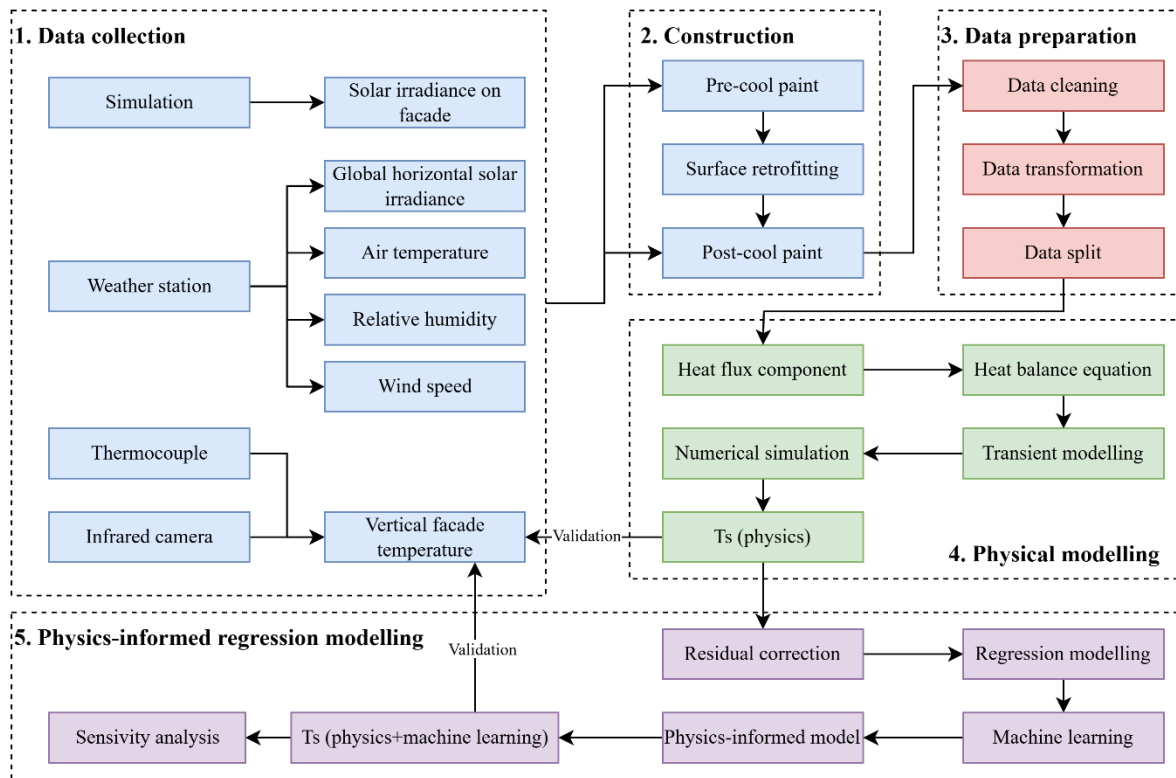 1. Data collection
Simulation
Solar irradiance on
facade
Weather station
Global horizontal solar
irradiance
Air temperature
Relative humidity
Wind speed
Thermocouple
Infrared camera
Vertical facade
temperature
2. Construction
Pre-cool paint
Surface retrofitting
Post-cool paint
3. Data preparation
Data cleaning
Data transformation
Data split
Heat flux component
Heat balance equation
Numerical simulation
Transient modelling
Validation
Ts (physics)
4. Physical modelling
5. Physics-informed regression modelling
Validation
Residual correction
Regression modelling
Sensivity analysis
Ts (physics+machine learning)
Physics-informed model
Machine learning